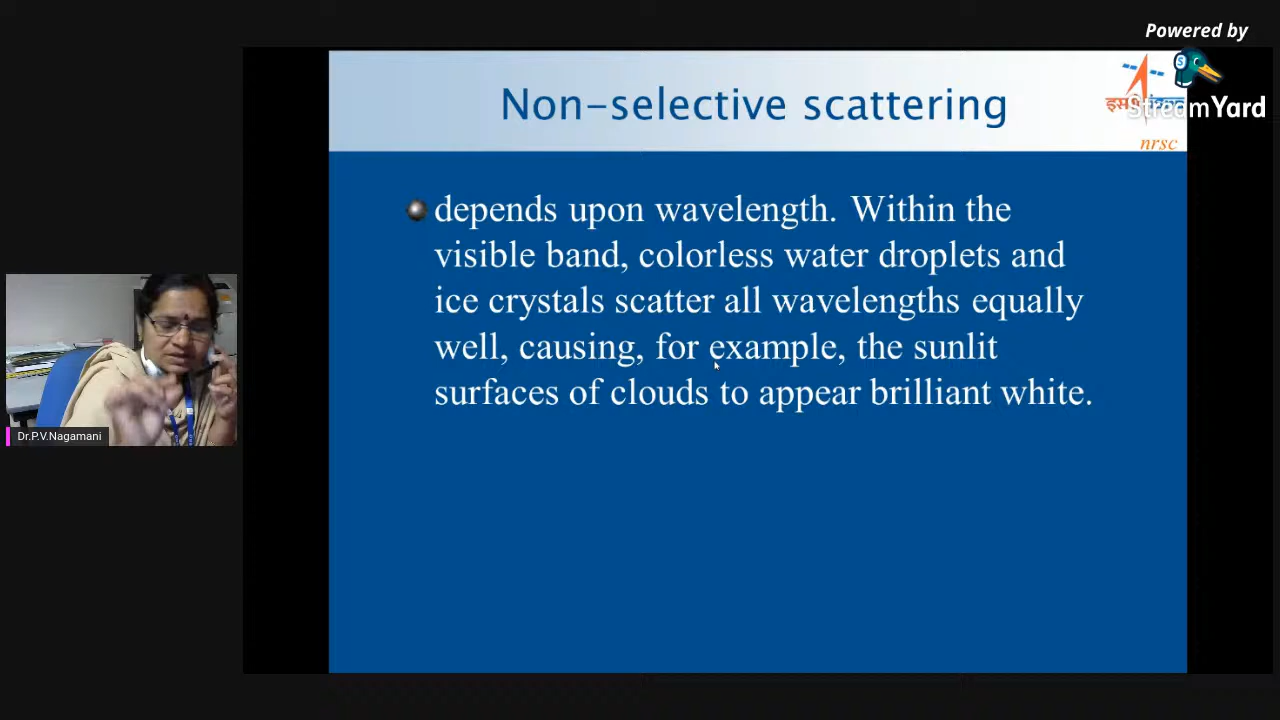 Powered by
StreamYard
Non-selective scattering
nrsc
depends upon wavelength. Within the
visible band, colorless water droplets and
ice crystals scatter all wavelengths equally
well, causing, for example, the sunlit
surfaces of clouds to appear brilliant white.
Dr.P.V.Nagamani